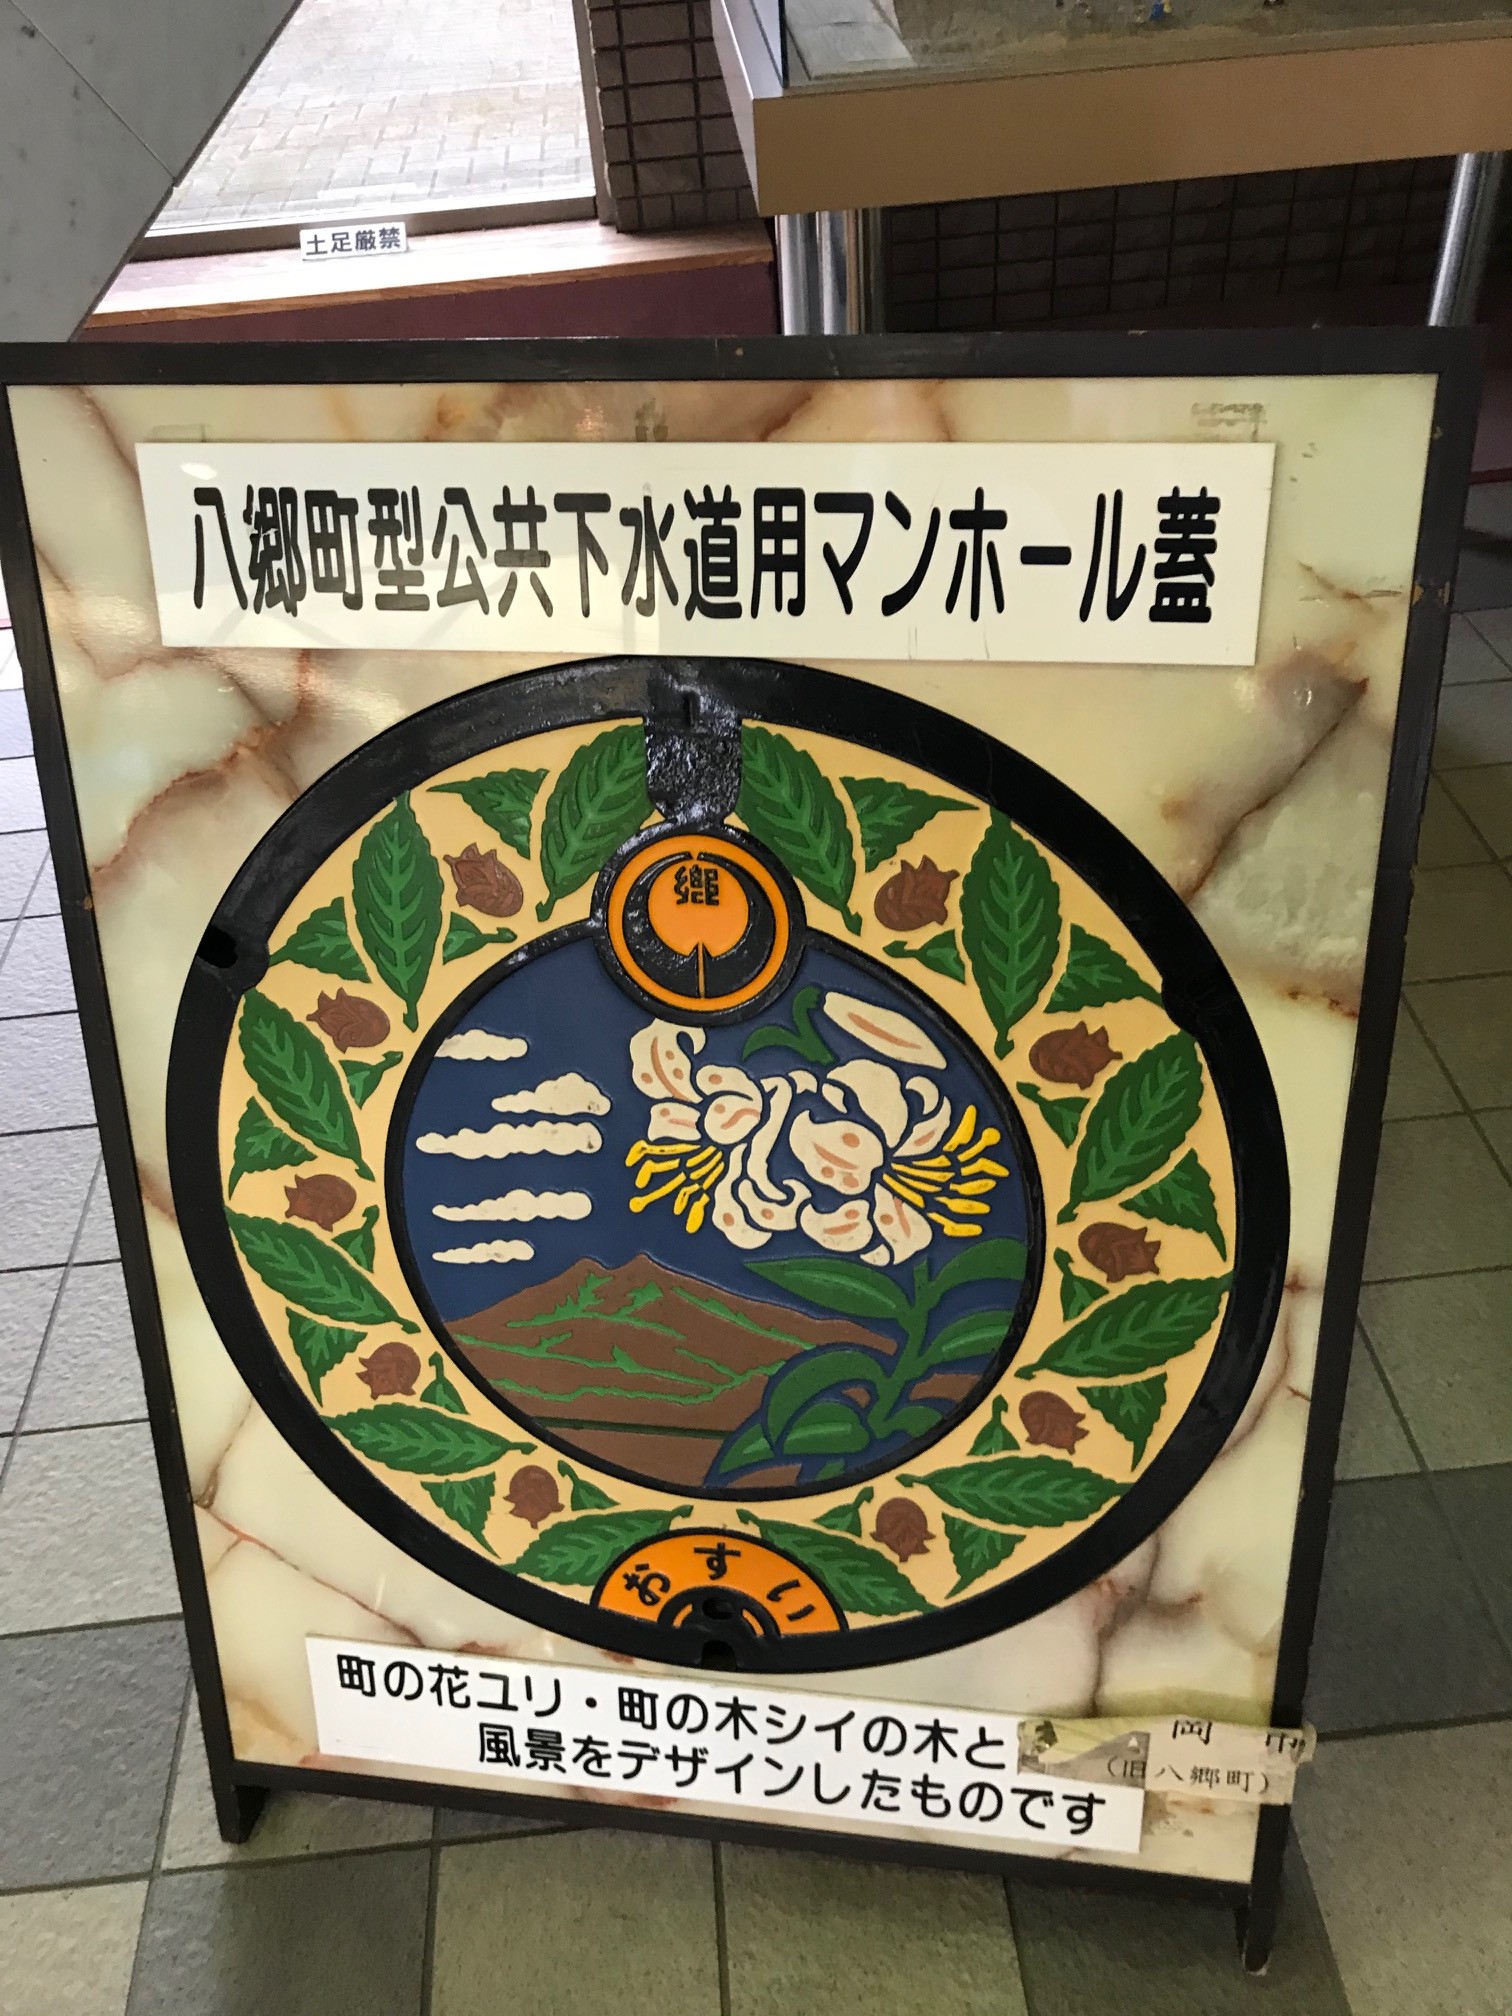 土足厳禁
八郷町型公共下水道用マンホール蓋
おすい
町の花ユリ・町の木シイの木と
風景をデザインしたものです
岡市
(旧八郷町)